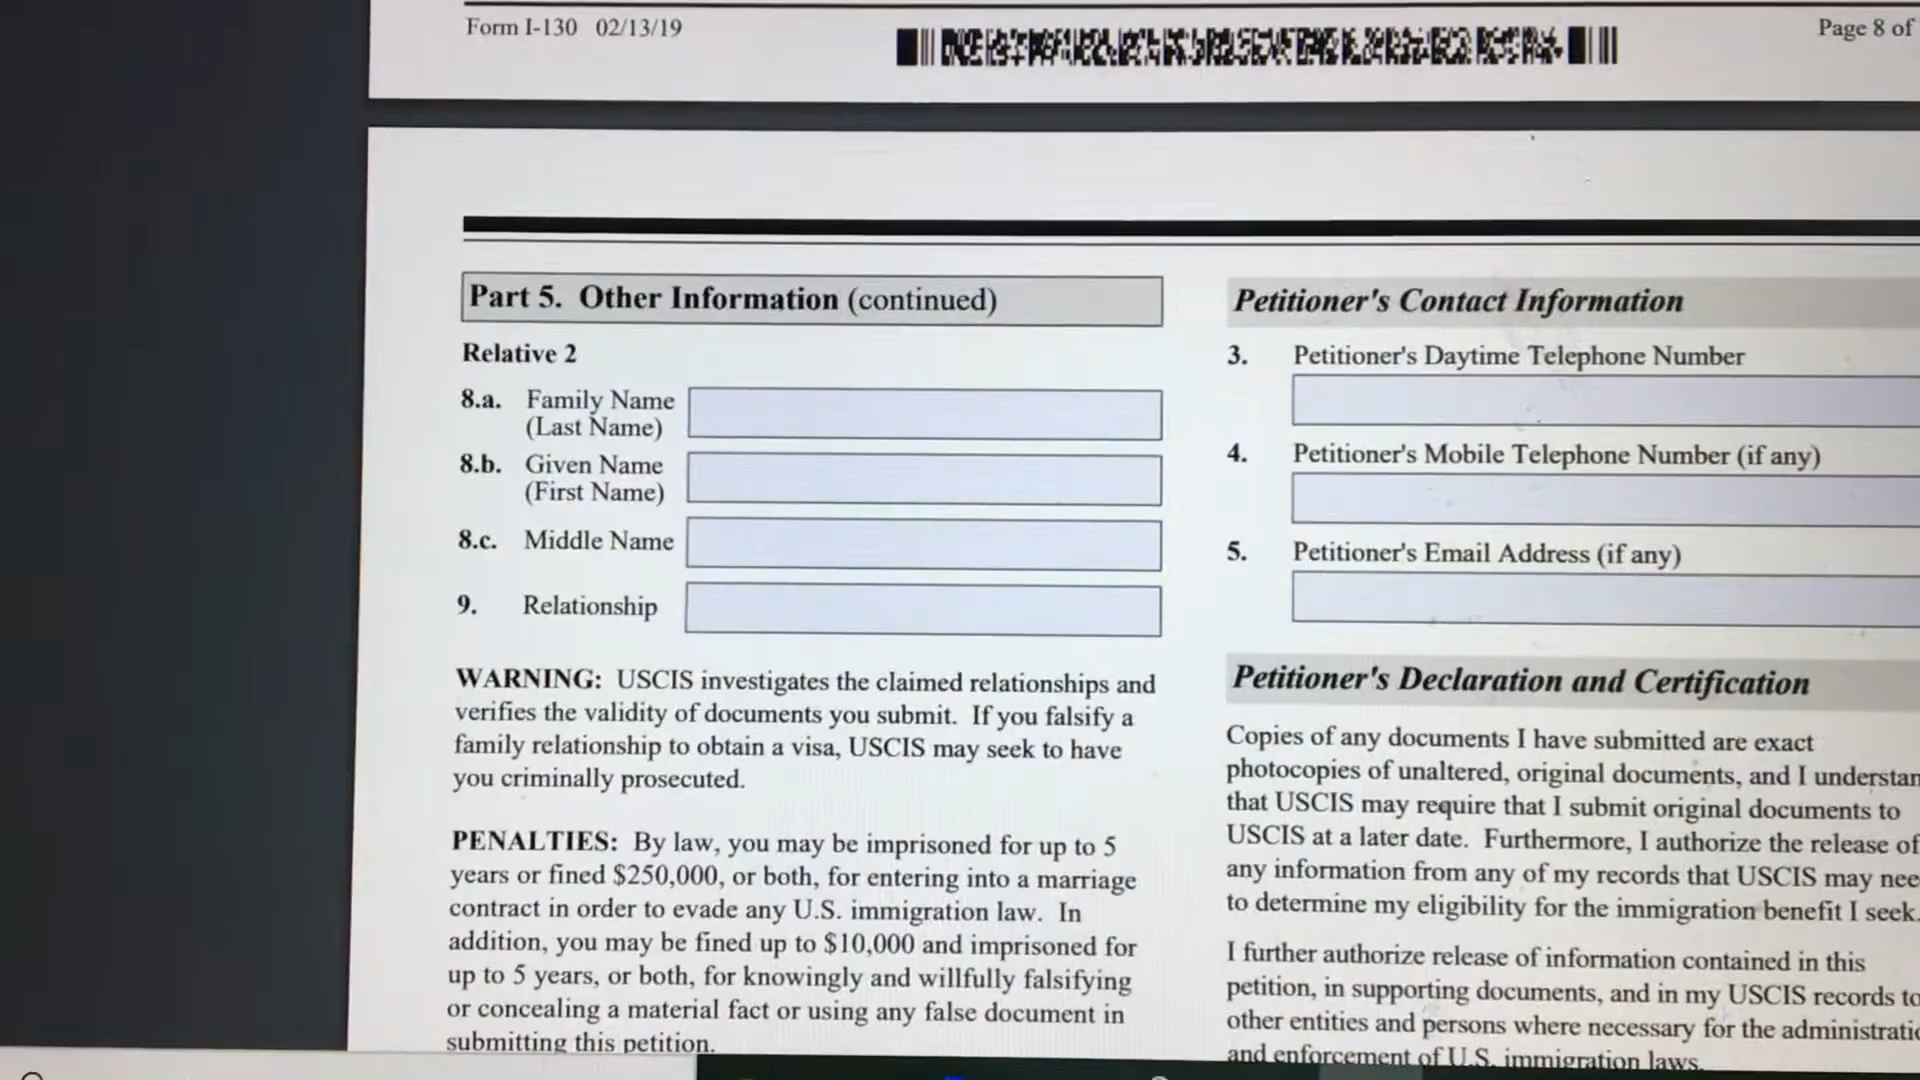 Form I-130 02/13/19
Page 8 of
Part 5. Other Information (continued)
Relative 2
8.a. Family Name
(Last Name)
8.b. Given Name
(First Name)
8.c. Middle Name
9. Relationship
WARNING: USCIS investigates the claimed relationships and
verifies the validity of documents you submit. If you falsify a
family relationship to obtain a visa, USCIS may seek to have
you criminally prosecuted.
PENALTIES: By law, you may be imprisoned for up to 5
years or fined $250,000, or both, for entering into a marriage
contract in order to evade any U.S. immigration law. In
addition, you may be fined up to $10,000 and imprisoned for
up to 5 years, or both, for knowingly and willfully falsifying
or concealing a material fact or using any false document in
submitting this petition.
Petitioner's Contact Information
3. Petitioner's Daytime Telephone Number
4. Petitioner's Mobile Telephone Number (if any)
5. Petitioner's Email Address (if any)
Petitioner's Declaration and Certification
Copies of any documents I have submitted are exact
photocopies of unaltered, original documents, and I understan
that USCIS may require that I submit original documents to
USCIS at a later date. Furthermore, I authorize the release of
any information from any of my records that USCIS may nee
to determine my eligibility for the immigration benefit I seek.
I further authorize release of information contained in this
petition, in supporting documents, and in my USCIS records to
other entities and persons where necessary for the administratio
and enforcement of U.S. immigration laws.